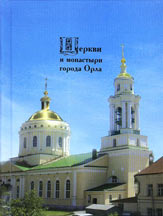 Церкви
и монастыри
города Орла